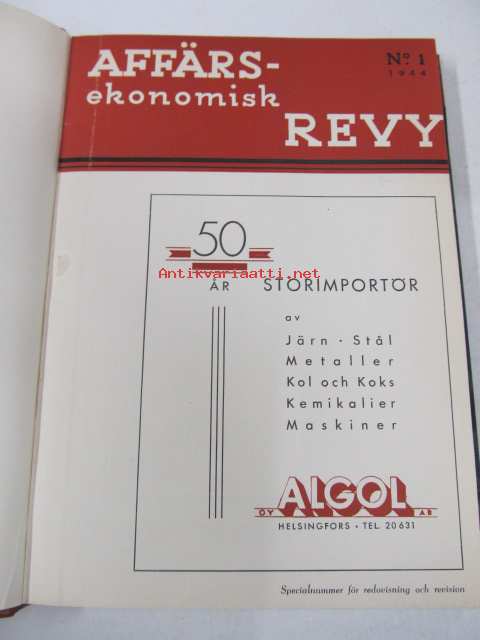 AFFÄRS-
ekonomisk
REVY
No. 1
1944
50
ÅR STORIMPORTÖR
Antikvariaatti.net
av
Järn · Stål
Metaller
Kol och Koks
Kemikalier
Maskiner
OY ALGOL AB
HELSINGFORS · TEL. 20631
Specialnummer för redovisning och revision